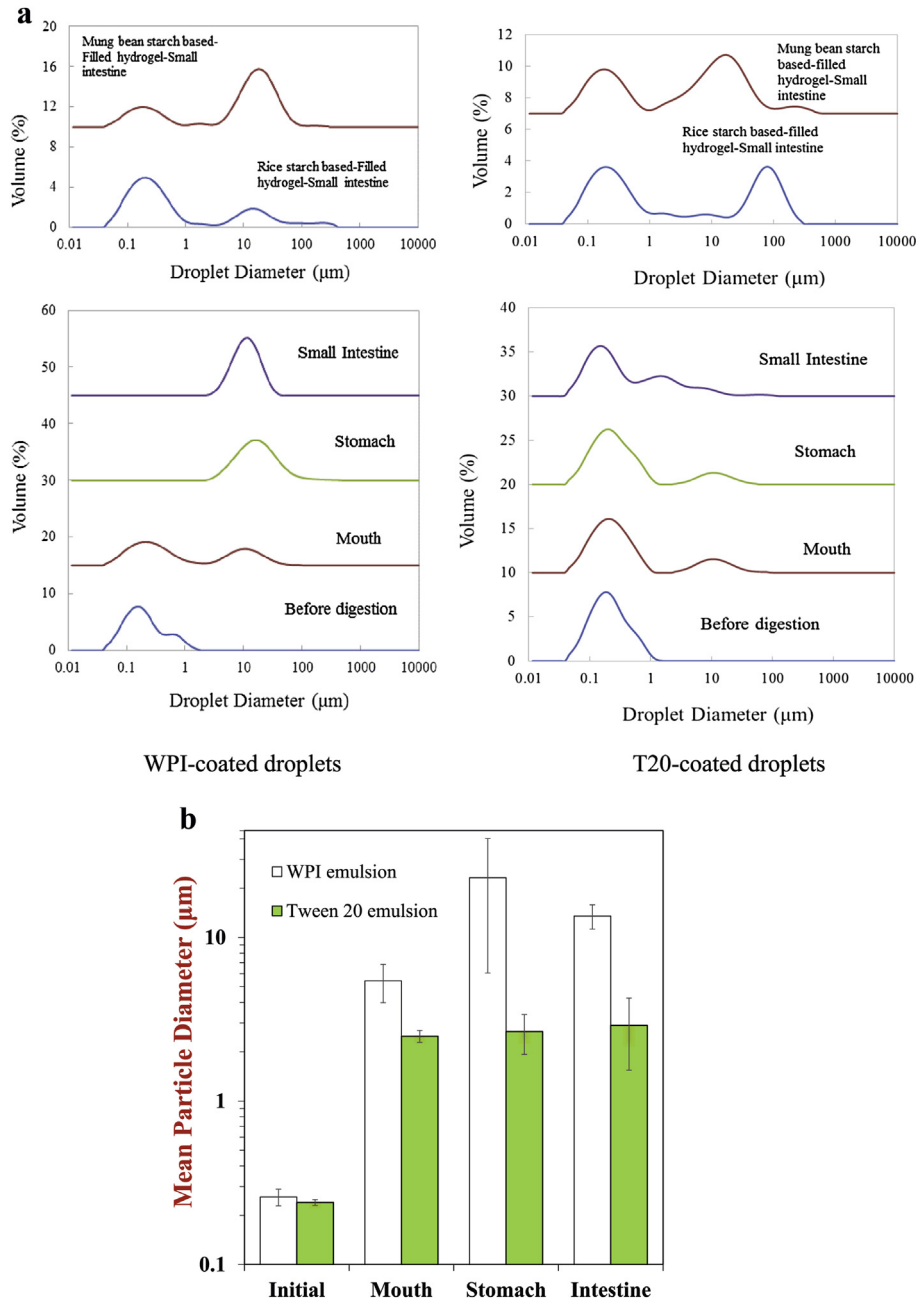 a
20
16
12
8
4
0
Volume (%)
Mung bean starch based-
Filled hydrogel-Small
intestine
Rice starch based-Filled
hydrogel-Small intestine
0.01 0.1 1 10 100 1000 10000
Droplet Diameter (µm)
12
10
8
6
4
2
0
Volume (%)
Mung bean starch
based-filled
hydrogel-Small
intestine
Rice starch based-filled
hydrogel-Small intestine
0.01 0.1 1 10 100 1000 10000
Droplet Diameter (µm)
60
50
40
30
20
10
0
Volume (%)
Small Intestine
Stomach
Mouth
Before digestion
0.01 0.1 1 10 100 1000 10000
Droplet Diameter (µm)
WPI-coated droplets
40
35
30
25
20
15
10
5
0
Volume (%)
Small Intestine
Stomach
Mouth
Before digestion
0.01 0.1 1 10 100 1000 10000
Droplet Diameter (µm)
T20-coated droplets
b
Mean Particle Diameter (µm)
10
1
0.1
WPI emulsion
Tween 20 emulsion
Initial Mouth Stomach Intestine